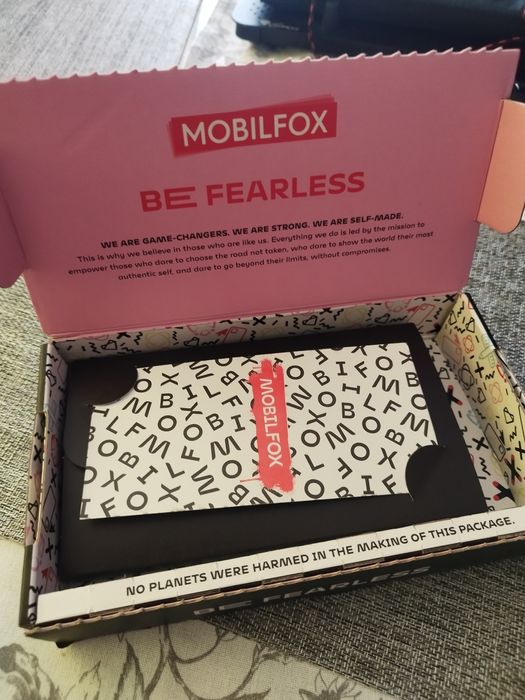 MOBILFOX
BE FEARLESS
WE ARE GAME-CHANGERS. WE ARE STRONG. WE ARE SELF-MADE.
This is why we believe in those who are like us. Everything we do is led by the mission to
empower those who dare to choose the road not taken, who dare to show the world their most
authentic self, and dare to go beyond their limits, without compromises.
MOBILFOX
NO PLANETS WERE HARMED IN THE MAKING OF THIS PACKAGE.
BE FEARLESS